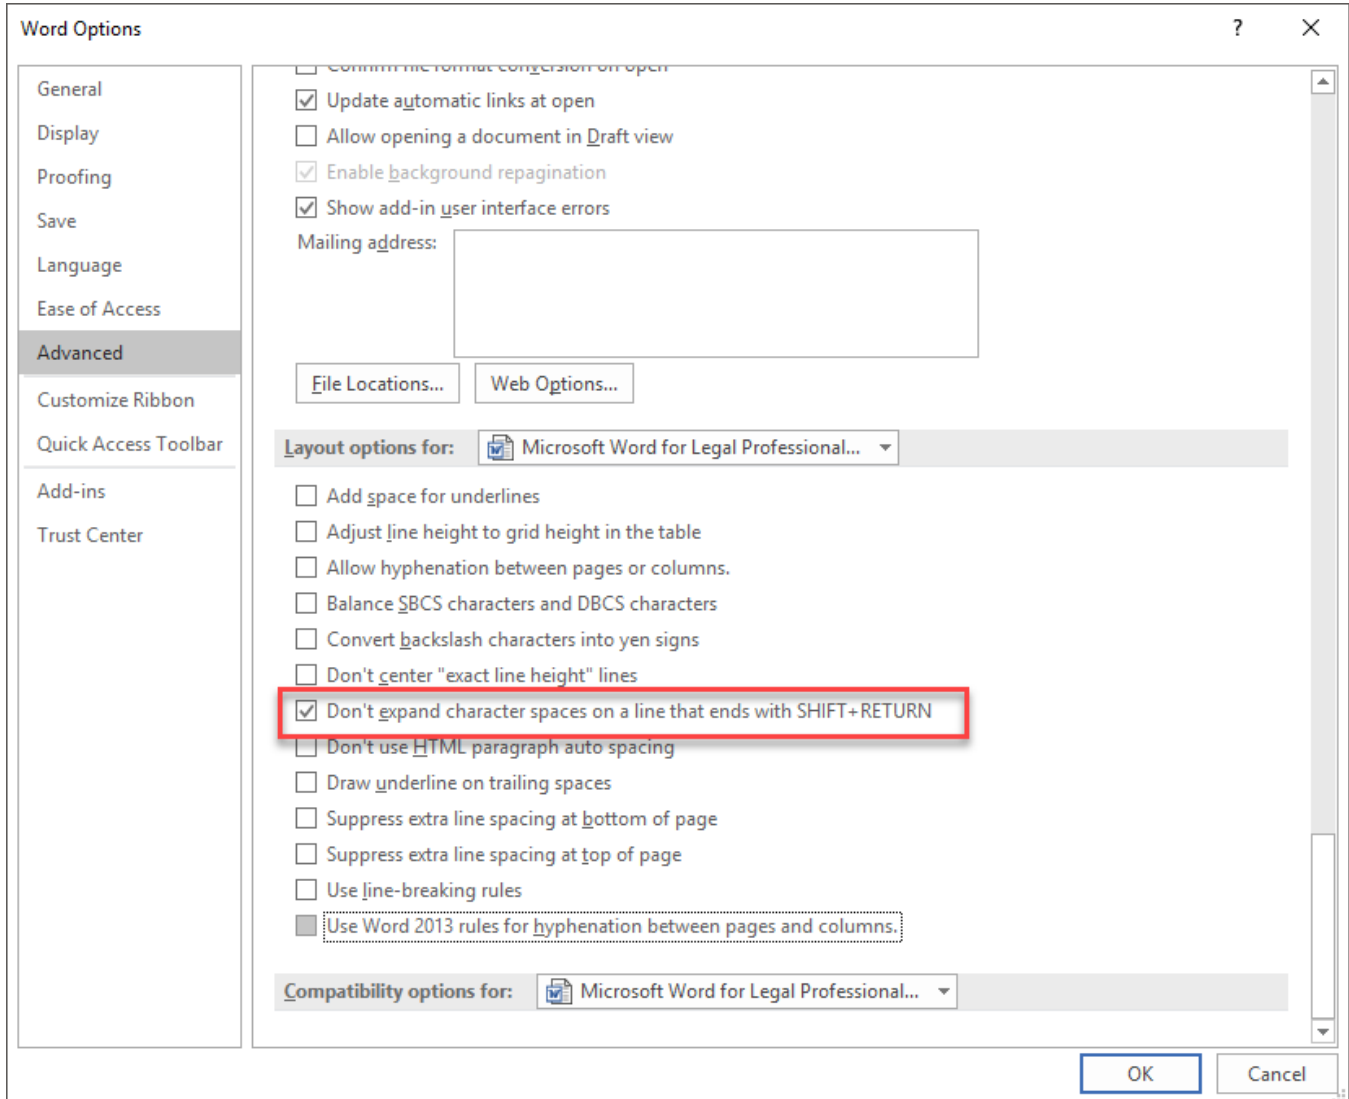 Word Options
?
General
Display
Proofing
Save
Language
Ease of Access
Advanced
Customize Ribbon
Quick Access Toolbar
Add-ins
Trust Center
Confirm file format conversion on open
Update automatic links at open
Allow opening a document in Draft view
Enable background repagination
Show add-in user interface errors
Mailing address:
File Locations...
Web Options...
Layout options for:
Microsoft Word for Legal Professional...
Add space for underlines
Adjust line height to grid height in the table
Allow hyphenation between pages or columns.
Balance SBCS characters and DBCS characters
Convert backslash characters into yen signs
Don't center "exact line height" lines
Don't expand character spaces on a line that ends with SHIFT+RETURN
Don't use HTML paragraph auto spacing
Draw underline on trailing spaces
Suppress extra line spacing at bottom of page
Suppress extra line spacing at top of page
Use line-breaking rules
Use Word 2013 rules for hyphenation between pages and columns.
Compatibility options for:
Microsoft Word for Legal Professional...
OK
Cancel